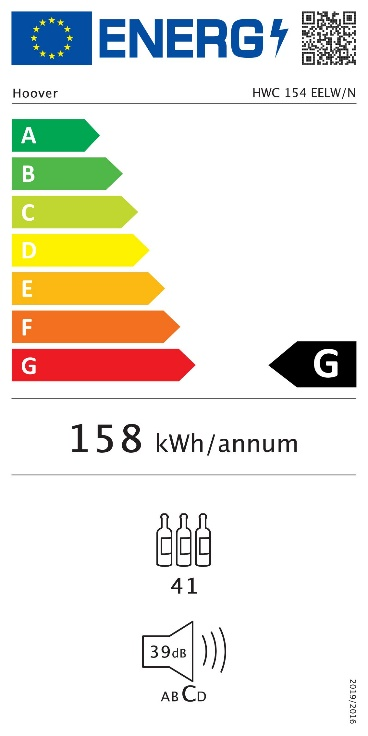 ENERG
Hoover HWC 154 EELW/N
A
B
C
D
E
F
G
G
158 kWh/annum
41
39dB
ABCD
2019/2016